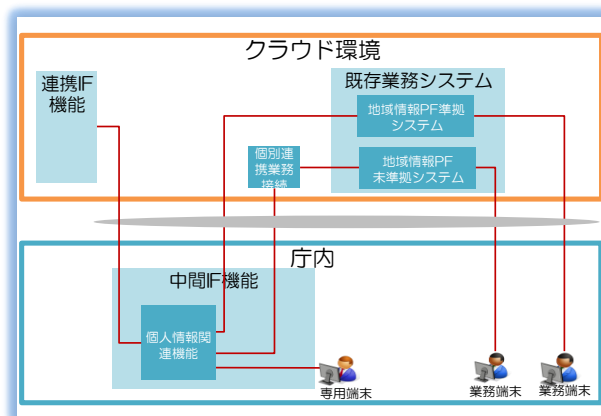 クラウド環境
連携IF
機能
既存業務システム
地域情報PF準拠
システム
個別連
携業務
接続
地域情報PF
未準拠システム
庁内
中間IF機能
個人情報関
連機能
専用端末
業務端末
業務端末